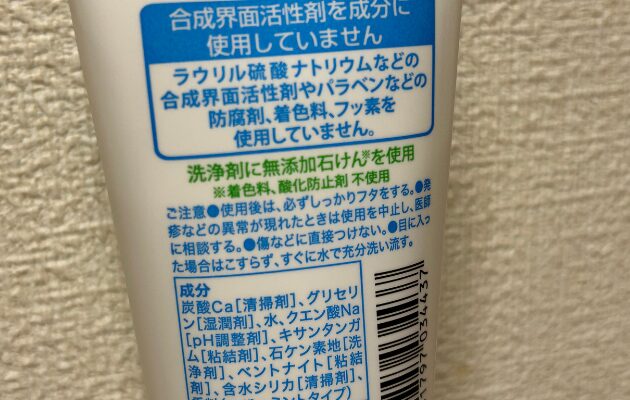 合成界面活性剤を成分に
使用していません
ラウリル硫酸ナトリウムなどの
合成界面活性剤やパラベンなどの
防腐剤、着色料、フッ素を
使用していません。
洗浄剤に無添加石けん※を使用
※着色料、酸化防止剤 不使用
ご注意●使用後は、必ずしっかりフタをする。●発
疹などの異常が現れたときは使用を中止し、医師
に相談する。●傷などに直接つけない。●目に入っ
た場合はこすらず、すぐに水で充分洗い流す。
成分
炭酸Ca[清掃剤]、グリセリ
ン[湿潤剤]、水、クエン酸Na
[pH調整剤]、キサンタンガ
ム[粘結剤]、石ケン素地[洗
浄剤]、ベントナイト[粘結
剤]、含水シリカ[清掃剤]、
ミントタイプ)
1797034437